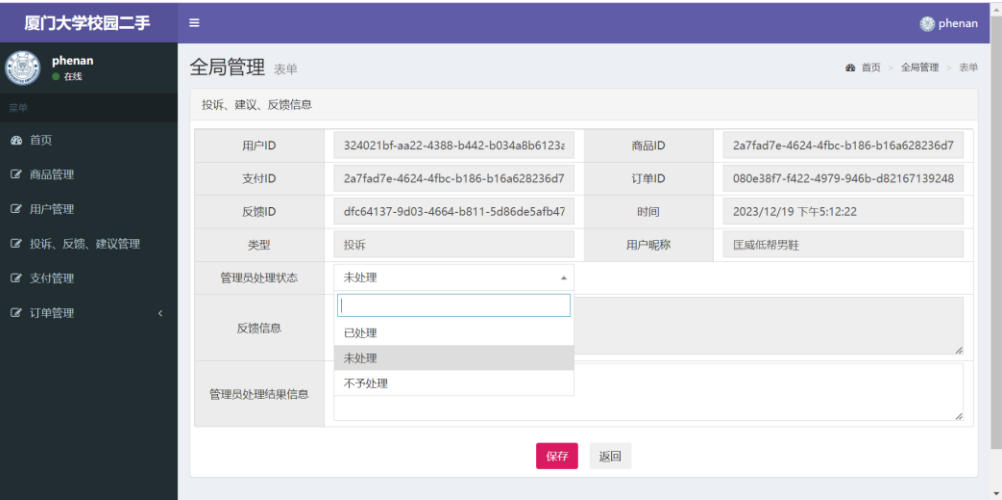 厦门大学校园二手
phenan
phenan
在线
菜单
首页
商品管理
用户管理
投诉、反馈、建议管理
支付管理
订单管理
全局管理 表单
首页 > 全局管理 > 表单
投诉、建议、反馈信息
用户ID 324021bf-aa22-4388-b442-b034a8b6123a 商品ID 2a7fad7e-4624-4fbc-b186-b16a628236d7
支付ID 2a7fad7e-4624-4fbc-b186-b16a628236d7 订单ID 080e38f7-f422-4979-946b-d82167139248
反馈ID dfc64137-9d03-4664-b811-5d86de5afb47 时间 2023/12/19 下午5:12:22
类型 投诉 用户昵称 匡威低帮男鞋
管理员处理状态 未处理
已处理
反馈信息
未处理
不予处理
管理员处理结果信息
保存 返回